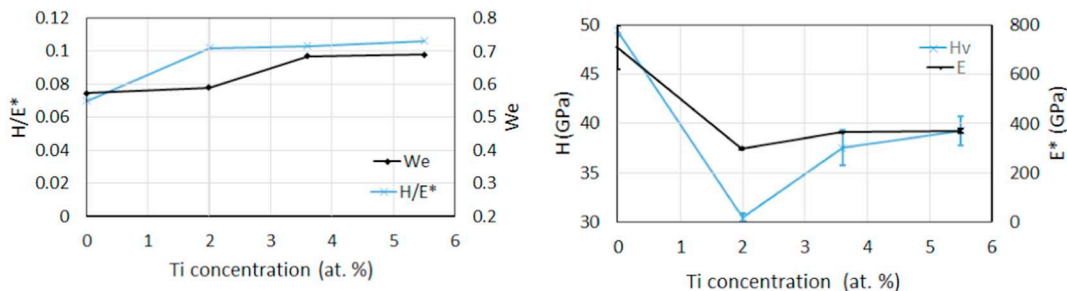 0.12
0.1
0.08
0.06
0.04
0.02
0
H/E*
0.8
0.7
0.6
0.5
0.4
0.3
0.2
We
We
H/E*
0 1 2 3 4 5 6
Ti concentration (at. %)
50
45
40
35
30
H (GPa)
800
600
400
200
0
E* (GPa)
Hv
E
0 1 2 3 4 5 6
Ti concentration (at. %)